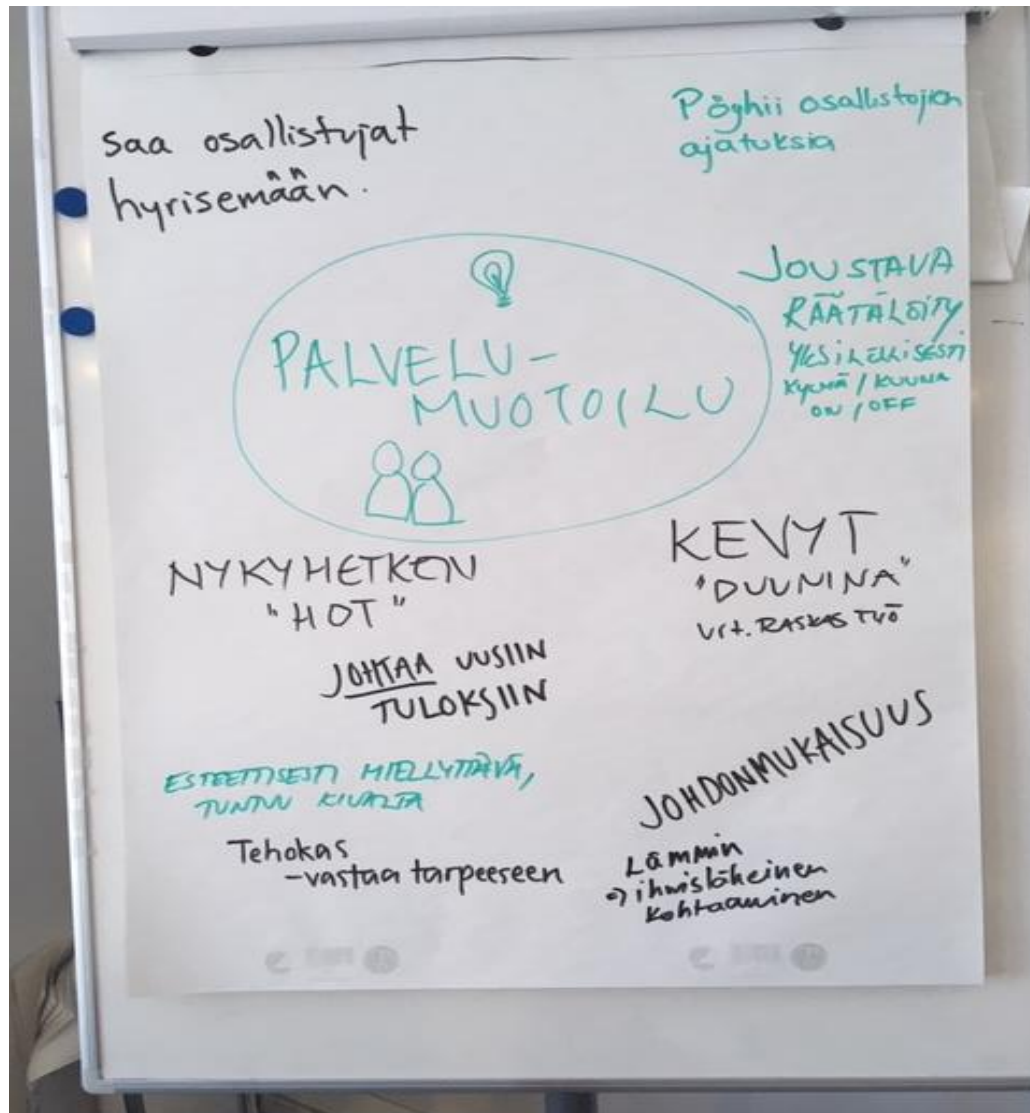 saa osallistujat
hyrisemään.
Pöyhii osallistujien
ajatuksia
PALVELU-
MUOTOILU
JOUSTAVA
RÄÄTÄLÖITY
YKSILÖLLISESTI
KYLMÄ / KUUMA
ON / OFF
NYKYHETKEN
"HOT"
KEVYT
"DUUNINA"
Vrt. RASKAS TYÖ
JOHTAA UUSIIN
TULOKSIIN
ESTEETTISESTI MIELLYTTÄVÄ,
TUNTUU KIVALTA
JOHDONMUKAISUUS
Tehokas
-vastaa tarpeeseen
Lämmin
ihmisläheinen
kohtaaminen